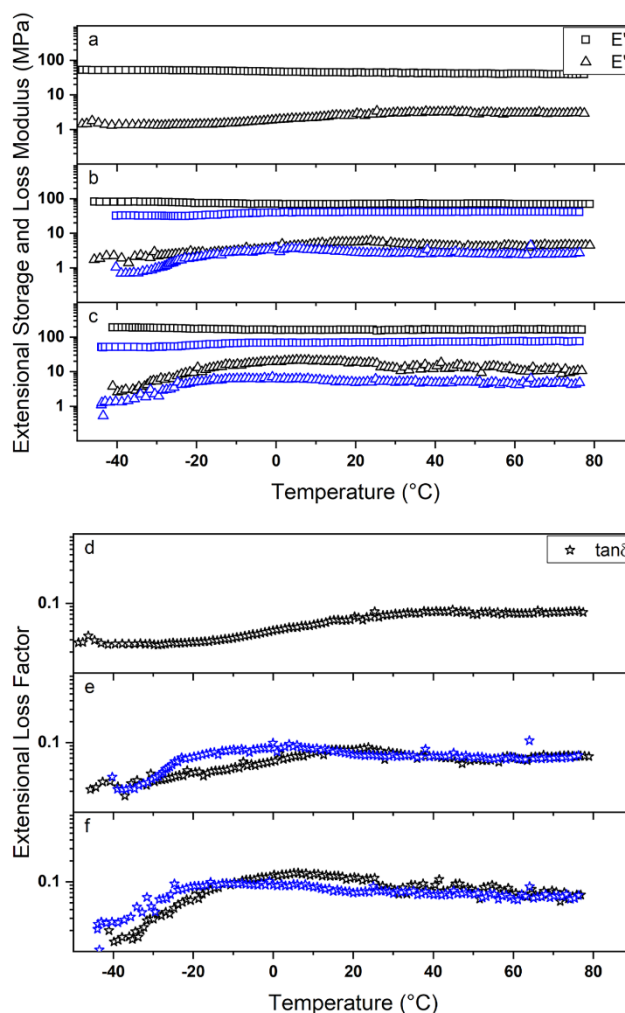 Extensional Storage and Loss Modulus (MPa)
a
□ E'
△ E'
100
10
1
b
100
10
1
c
100
10
1
-40 -20 0 20 40 60 80
Temperature (°C)
Extensional Loss Factor
d
☆ tanδ
0.1
e
0.1
f
0.1
-40 -20 0 20 40 60 80
Temperature (°C)